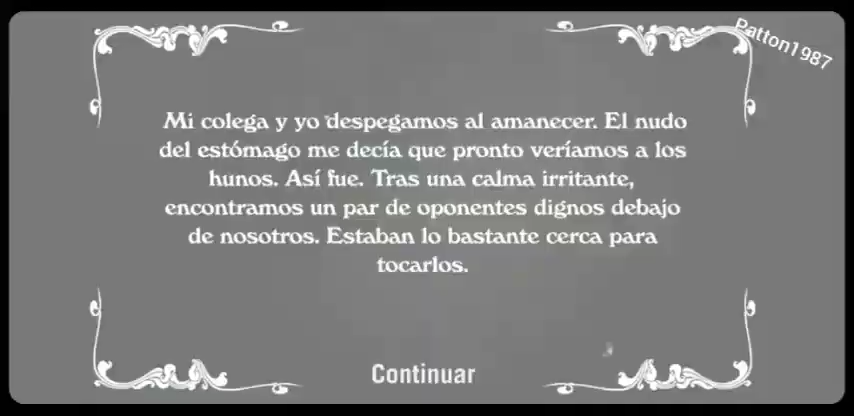 Patton1987
Mi colega y yo despegamos al amanecer. El nudo
del estómago me decía que pronto veríamos a los
hunos. Así fue. Tras una calma irritante,
encontramos un par de oponentes dignos debajo
de nosotros. Estaban lo bastante cerca para
tocarlos.
Continuar